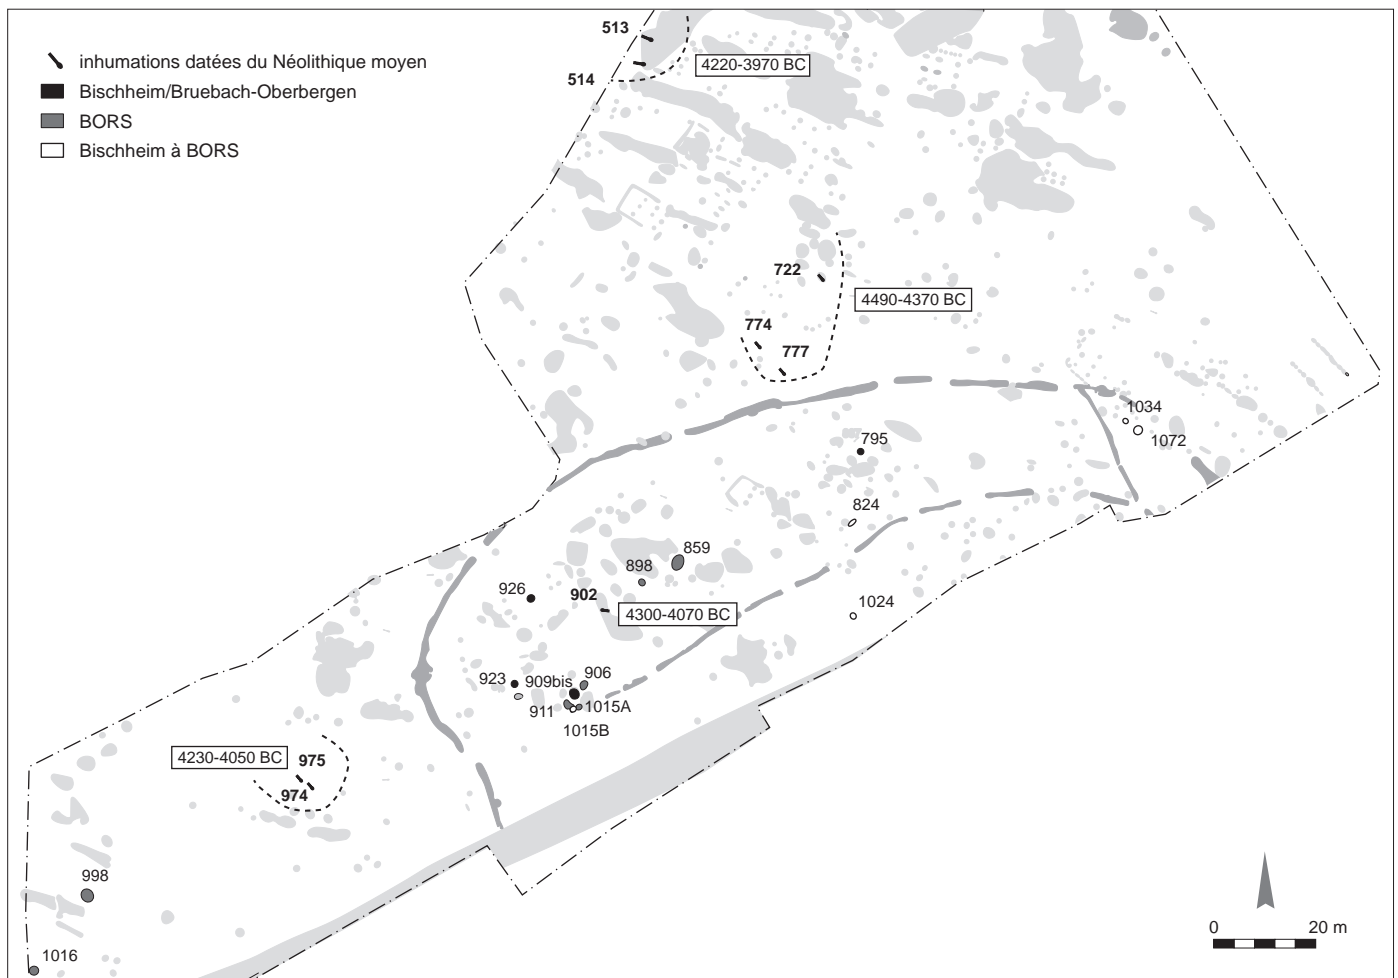 513
514
4220-3970 BC
inhumations datées du Néolithique moyen
Bischheim/Bruebach-Oberbergen
BORS
Bischheim à BORS
722
4490-4370 BC
774
777
1034
1072
795
824
859
898
926
902
4300-4070 BC
1024
923
909bis
906
911
1015A
1015B
4230-4050 BC
975
974
998
1016
0 20 m